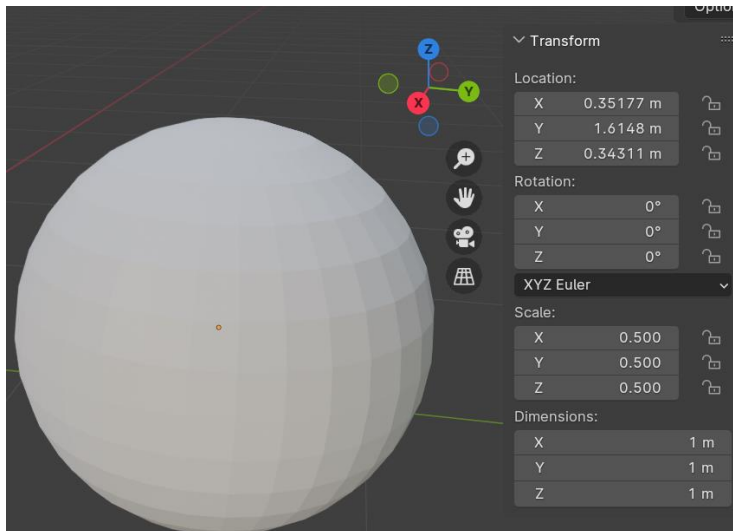 Transform
Location:
X 0.35177 m
Y 1.6148 m
Z 0.34311 m
Rotation:
X 0°
Y 0°
Z 0°
XYZ Euler
Scale:
X 0.500
Y 0.500
Z 0.500
Dimensions:
X 1 m
Y 1 m
Z 1 m
Z
Y
X